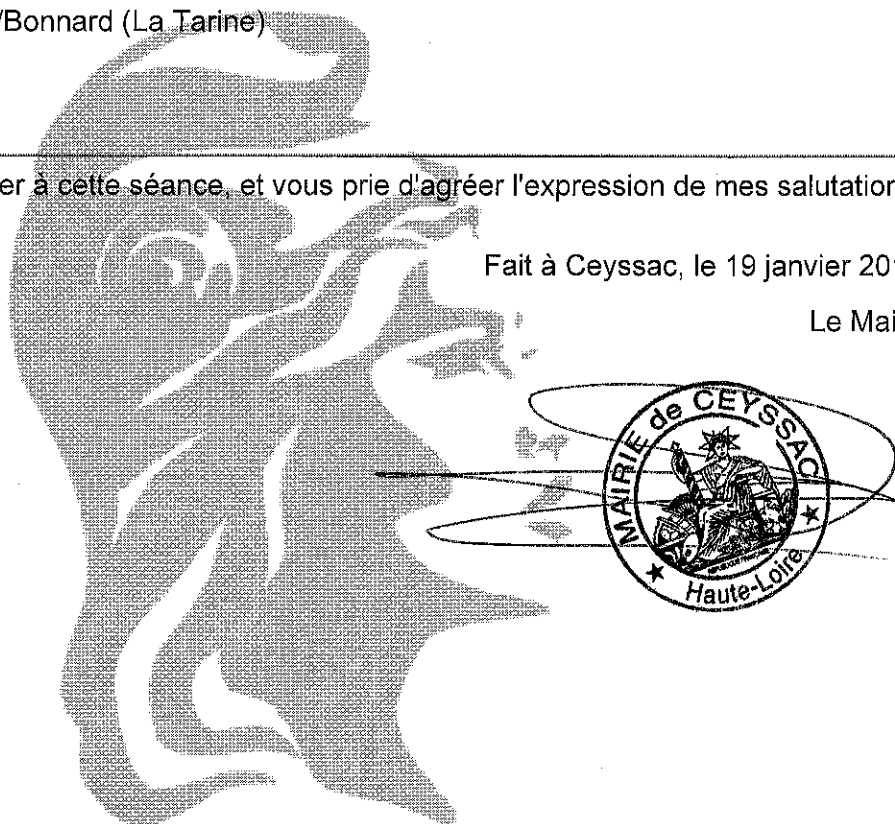 /Bonnard (La Tarine)
er à cette séance, et vous prie d'agréer l'expression de mes salutation
Fait à Ceyssac, le 19 janvier 20
Le Mai
MAIRIE de CEYSSAC
Haute-Loire